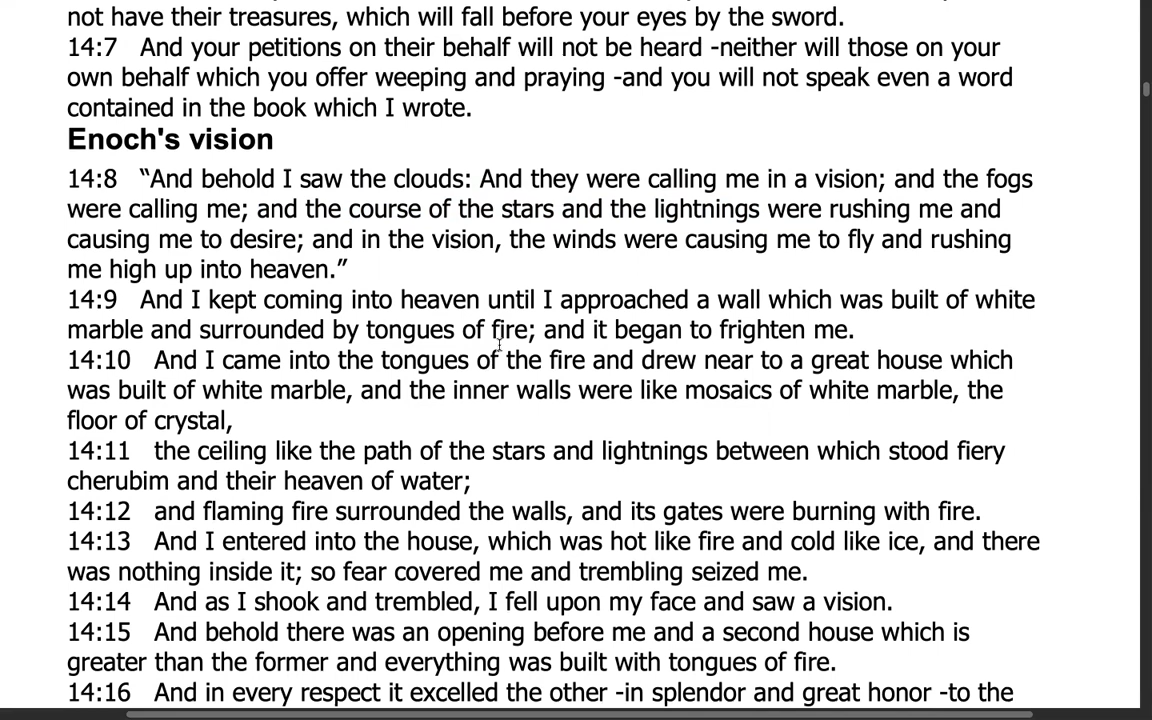 not have their treasures, which will fall before your eyes by the sword.
14:7 And your petitions on their behalf will not be heard -neither will those on your
own behalf which you offer weeping and praying -and you will not speak even a word
contained in the book which I wrote.
Enoch's vision
14:8 “And behold I saw the clouds: And they were calling me in a vision; and the fogs
were calling me; and the course of the stars and the lightnings were rushing me and
causing me to desire; and in the vision, the winds were causing me to fly and rushing
me high up into heaven.”
14:9 And I kept coming into heaven until I approached a wall which was built of white
marble and surrounded by tongues of fire; and it began to frighten me.
14:10 And I came into the tongues of the fire and drew near to a great house which
was built of white marble, and the inner walls were like mosaics of white marble, the
floor of crystal,
14:11 the ceiling like the path of the stars and lightnings between which stood fiery
cherubim and their heaven of water;
14:12 and flaming fire surrounded the walls, and its gates were burning with fire.
14:13 And I entered into the house, which was hot like fire and cold like ice, and there
was nothing inside it; so fear covered me and trembling seized me.
14:14 And as I shook and trembled, I fell upon my face and saw a vision.
14:15 And behold there was an opening before me and a second house which is
greater than the former and everything was built with tongues of fire.
14:16 And in every respect it excelled the other -in splendor and great honor -to the